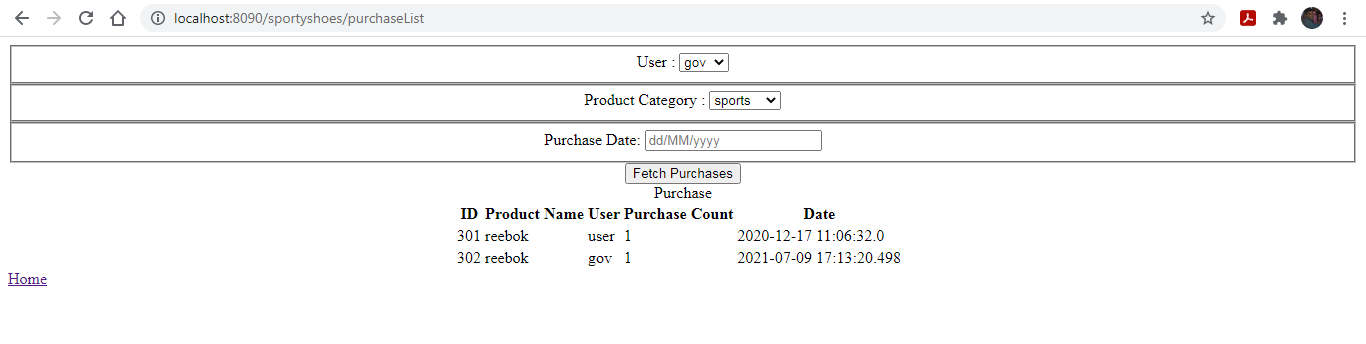 localhost:8090/sportyshoes/purchaseList
User : gov
Product Category : sports
Purchase Date: dd/MM/yyyy
Fetch Purchases
Purchase
ID Product Name User Purchase Count Date
301 reebok user 1 2020-12-17 11:06:32.0
302 reebok gov 1 2021-07-09 17:13:20.498
Home